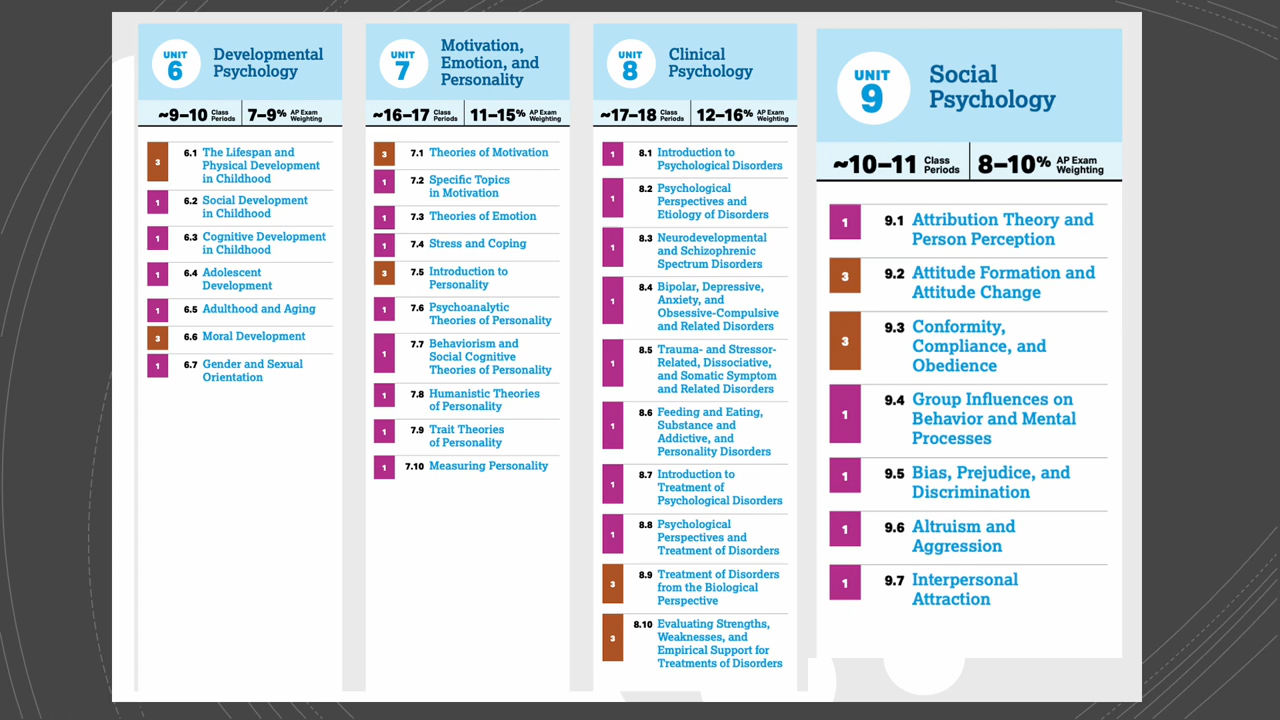 UNIT
6
Developmental
Psychology
~9–10 Class Periods
7–9% AP Exam Weighting
3 6.1 The Lifespan and
Physical Development
in Childhood
1 6.2 Social Development
in Childhood
1 6.3 Cognitive Development
in Childhood
1 6.4 Adolescent
Development
1 6.5 Adulthood and Aging
3 6.6 Moral Development
1 6.7 Gender and Sexual
Orientation
UNIT
7
Motivation,
Emotion, and
Personality
~16–17 Class Periods
11–15% AP Exam Weighting
3 7.1 Theories of Motivation
1 7.2 Specific Topics
in Motivation
1 7.3 Theories of Emotion
1 7.4 Stress and Coping
3 7.5 Introduction to
Personality
1 7.6 Psychoanalytic
Theories of Personality
1 7.7 Behaviorism and
Social Cognitive
Theories of Personality
1 7.8 Humanistic Theories
of Personality
1 7.9 Trait Theories
of Personality
1 7.10 Measuring Personality
UNIT
8
Clinical
Psychology
~17–18 Class Periods
12–16% AP Exam Weighting
1 8.1 Introduction to
Psychological Disorders
1 8.2 Psychological
Perspectives and
Etiology of Disorders
1 8.3 Neurodevelopmental
and Schizophrenic
Spectrum Disorders
1 8.4 Bipolar, Depressive,
Anxiety, and
Obsessive-Compulsive
and Related Disorders
1 8.5 Trauma- and Stressor-
Related, Dissociative,
and Somatic Symptom
and Related Disorders
1 8.6 Feeding and Eating,
Substance and
Addictive, and
Personality Disorders
1 8.7 Introduction to
Treatment of
Psychological Disorders
1 8.8 Psychological
Perspectives and
Treatment of Disorders
3 8.9 Treatment of Disorders
from the Biological
Perspective
3 8.10 Evaluating Strengths,
Weaknesses, and
Empirical Support for
Treatments of Disorders
UNIT
9
Social
Psychology
~10–11 Class Periods
8–10% AP Exam Weighting
1 9.1 Attribution Theory and
Person Perception
3 9.2 Attitude Formation and
Attitude Change
3 9.3 Conformity,
Compliance, and
Obedience
1 9.4 Group Influences on
Behavior and Mental
Processes
1 9.5 Bias, Prejudice, and
Discrimination
1 9.6 Altruism and
Aggression
1 9.7 Interpersonal
Attraction